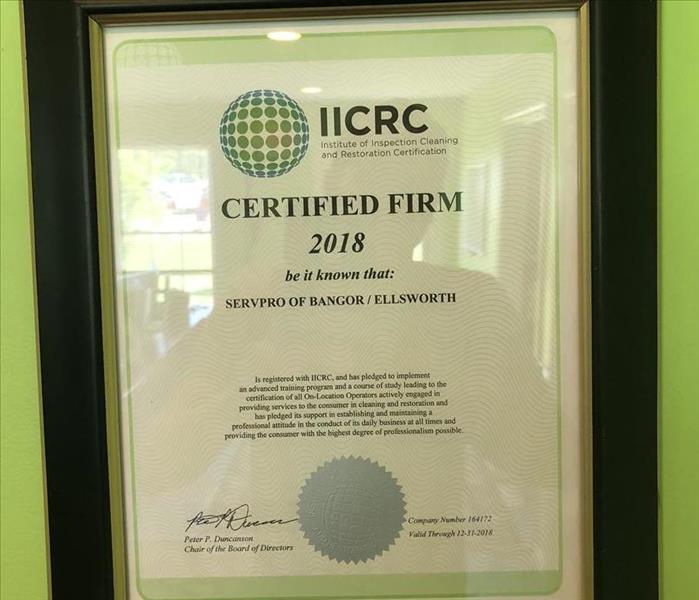 IICRC
Institute of Inspection Cleaning
and Restoration Certification
CERTIFIED FIRM
2018
be it known that:
SERVPRO OF BANGOR / ELLSWORTH
Is registered with IICRC, and has pledged to implement
an advanced training program and a course of study leading to the
certification of all On-Location Operators actively engaged in
providing services to the consumer in cleaning and restoration and
has pledged its support in establishing and maintaining a
professional attitude in the conduct of its daily business at all times and
providing the consumer with the highest degree of professionalism possible.
Peter P. Duncanson
Chair of the Board of Directors
Company Number 164172
Valid Through 12-31-2018